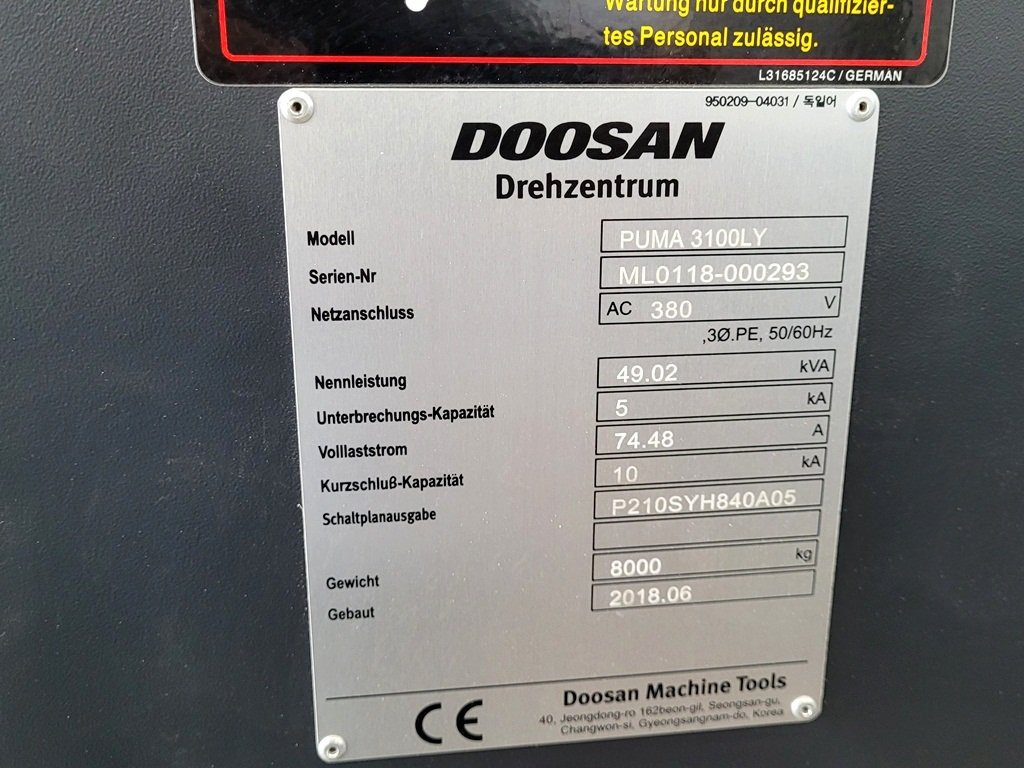 Wartung nur durch qualifizier-
tes Personal zulässig.
L31685124C / GERMAN
950209-04031 / 독일어
DOOSAN
Drehzentrum
Modell PUMA 3100LY
Serien-Nr ML0118-000293
Netzanschluss AC 380 V
,3Ø.PE, 50/60Hz
Nennleistung 49.02 kVA
Unterbrechungs-Kapazität 5 kA
Volllaststrom 74.48 A
Kurzschluß-Kapazität 10 kA
Schaltplanausgabe P210SYH840A05
Gewicht 8000 kg
Gebaut 2018.06
CE
Doosan Machine Tools
40, Jeongdong-ro 162beon-gil, Seongsan-gu,
Changwon-si, Gyeongsangnam-do, Korea